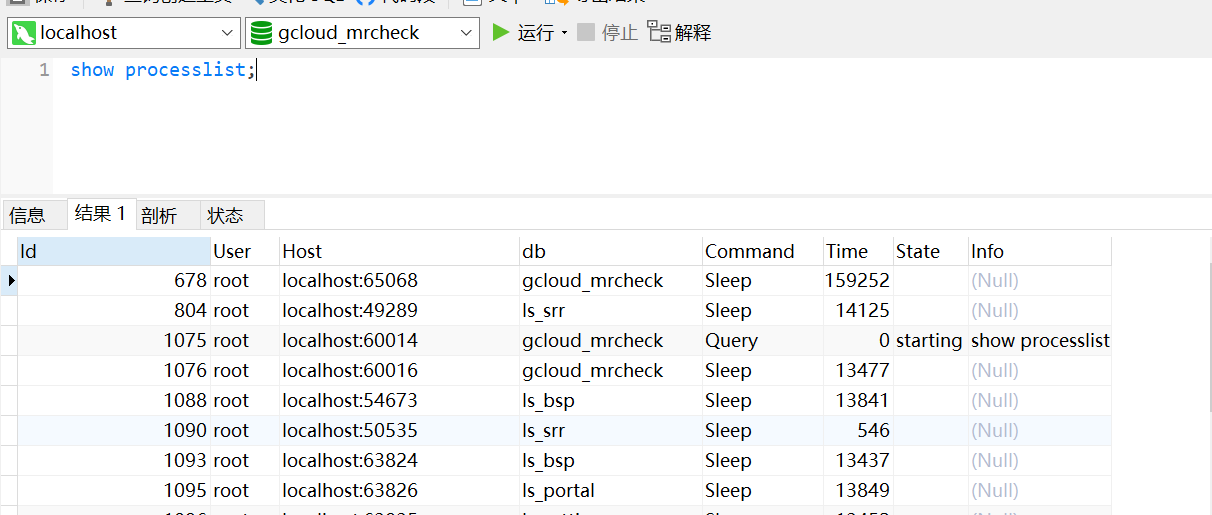 localhost gcloud_mrcheck 运行 停止 解释
1 show processlist;
信息 结果 1 剖析 状态
Id User Host db Command Time State Info
678 root localhost:65068 gcloud_mrcheck Sleep 159252 (Null)
804 root localhost:49289 ls_srr Sleep 14125 (Null)
1075 root localhost:60014 gcloud_mrcheck Query 0 starting show processlist
1076 root localhost:60016 gcloud_mrcheck Sleep 13477 (Null)
1088 root localhost:54673 ls_bsp Sleep 13841 (Null)
1090 root localhost:50535 ls_srr Sleep 546 (Null)
1093 root localhost:63824 ls_bsp Sleep 13437 (Null)
1095 root localhost:63826 ls_portal Sleep 13849 (Null)